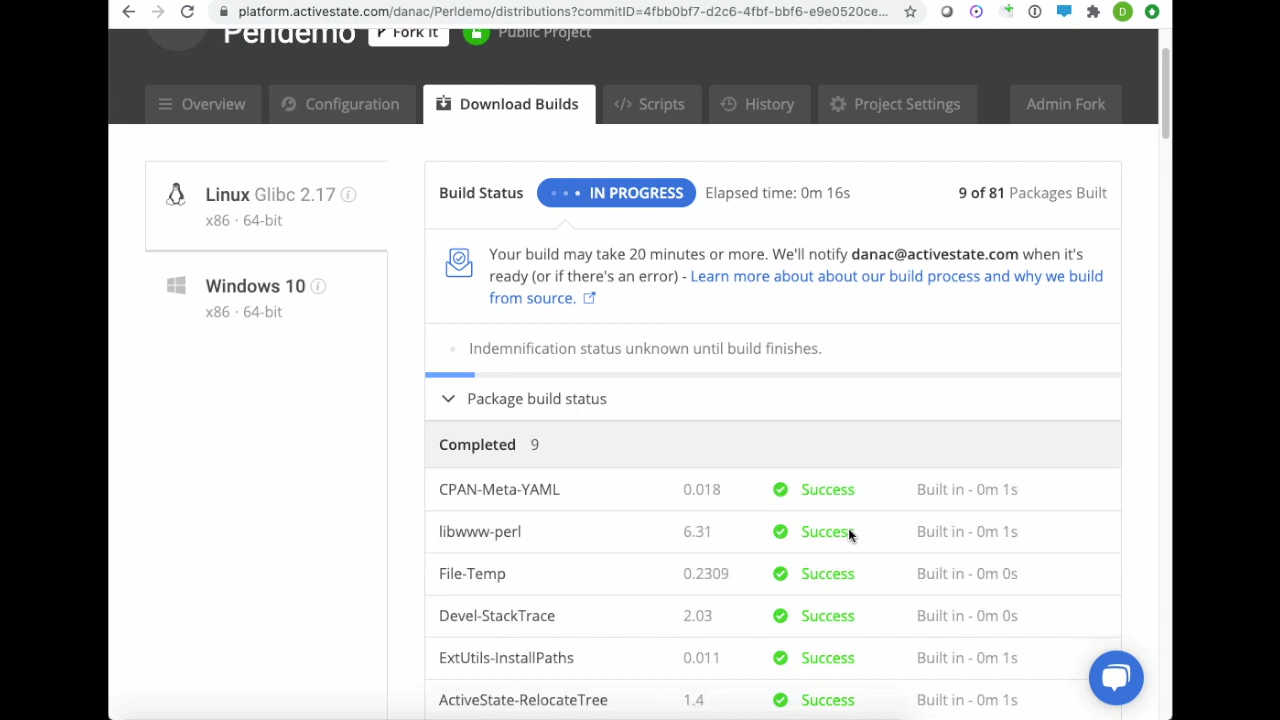 platform.activestate.com/danac/Perldemo/distributions?commitID=4fbb0bf7-d2c6-4fbf-bbf6-e9e0520ce...
D
Perldemo
Fork it
Public Project
Overview
Configuration
Download Builds
</> Scripts
History
Project Settings
Admin Fork
Linux Glibc 2.17
x86 · 64-bit
Windows 10
x86 · 64-bit
Build Status
IN PROGRESS
Elapsed time: 0m 16s
9 of 81 Packages Built
Your build may take 20 minutes or more. We'll notify danac@activestate.com when it's
ready (or if there's an error) - Learn more about about our build process and why we build
from source.
Indemnification status unknown until build finishes.
Package build status
Completed 9
CPAN-Meta-YAML 0.018 Success Built in - 0m 1s
libwww-perl 6.31 Success Built in - 0m 1s
File-Temp 0.2309 Success Built in - 0m 0s
Devel-StackTrace 2.03 Success Built in - 0m 0s
ExtUtils-InstallPaths 0.011 Success Built in - 0m 1s
ActiveState-RelocateTree 1.4 Success Built in - 0m 1s